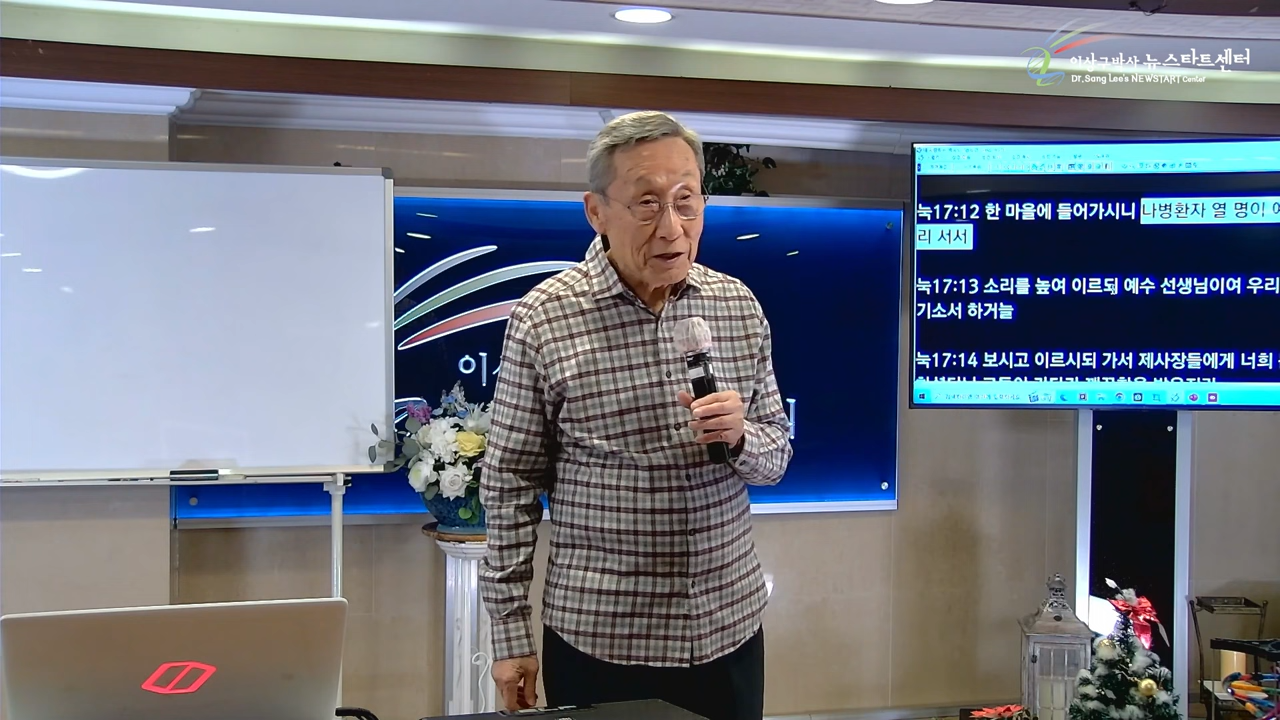 이상구박사 뉴스타트센터
Dr. Sang Lee's NEWSTART Center
눅17:12 한 마을에 들어가시니 나병환자 열 명이
리 서서
눅17:13 소리를 높여 이르되 예수 선생님이여 우리
기소서 하거늘
눅17:14 보시고 이르시되 가서 제사장들에게 너희
이